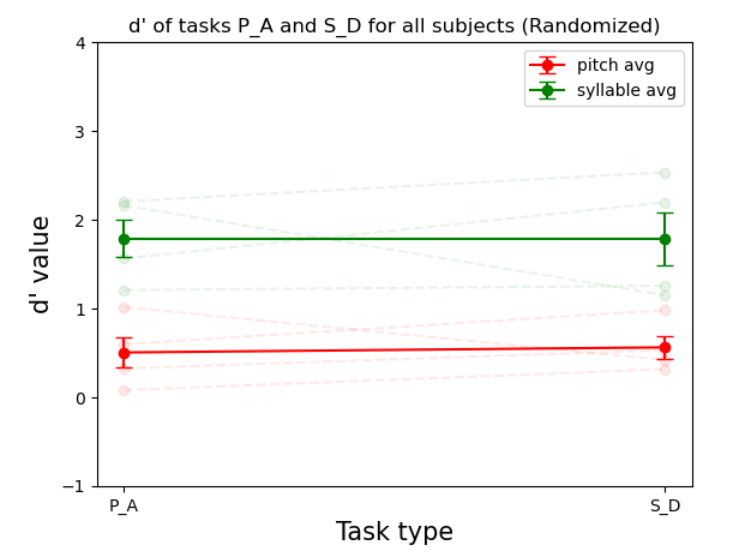 d' of tasks P_A and S_D for all subjects (Randomized)
4
3
2
1
0
−1
d' value
pitch avg
syllable avg
P_A
S_D
Task type